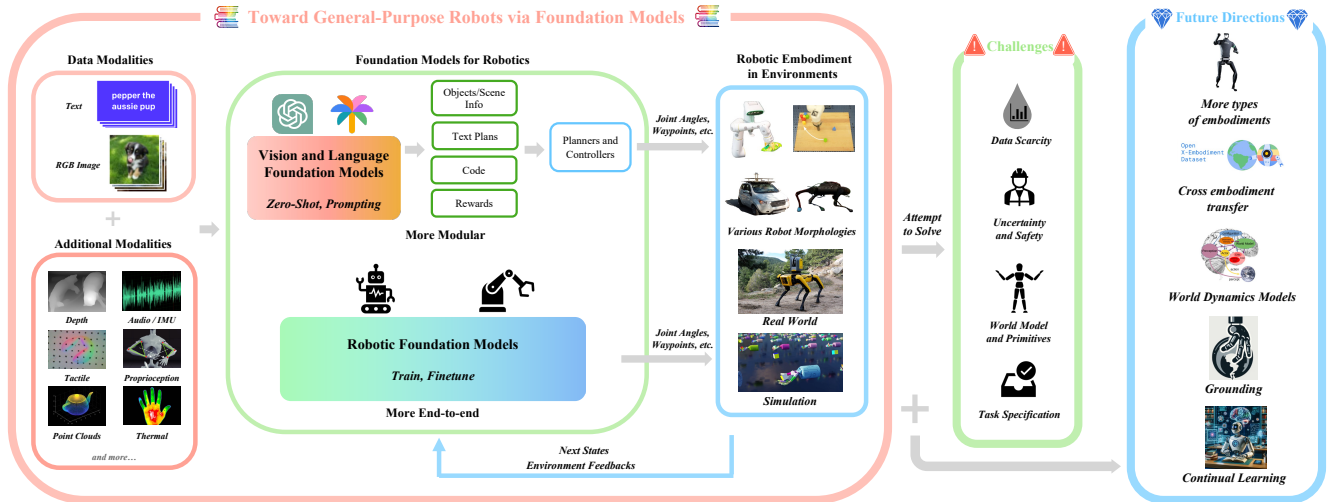 Toward General-Purpose Robots via Foundation Models
Data Modalities
Text
pepper the
aussie pup
RGB Image
Additional Modalities
Depth
Audio / IMU
Tactile
Proprioception
Point Clouds
Thermal
and more…
Foundation Models for Robotics
Vision and Language
Foundation Models
Zero-Shot, Prompting
Objects/Scene
Info
Text Plans
Code
Rewards
Planners and
Controllers
More Modular
Robotic Foundation Models
Train, Finetune
More End-to-end
Joint Angles,
Waypoints, etc.
Joint Angles,
Waypoints, etc.
Next States
Environment Feedbacks
Robotic Embodiment
in Environments
Various Robot Morphologies
Real World
Simulation
Attempt
to Solve
Challenges
Data Scarcity
Uncertainty
and Safety
World Model
and Primitives
Task Specification
Future Directions
More types
of embodiments
Open
X-Embodiment
Dataset
Cross embodiment
transfer
World Dynamics Models
Grounding
Continual Learning